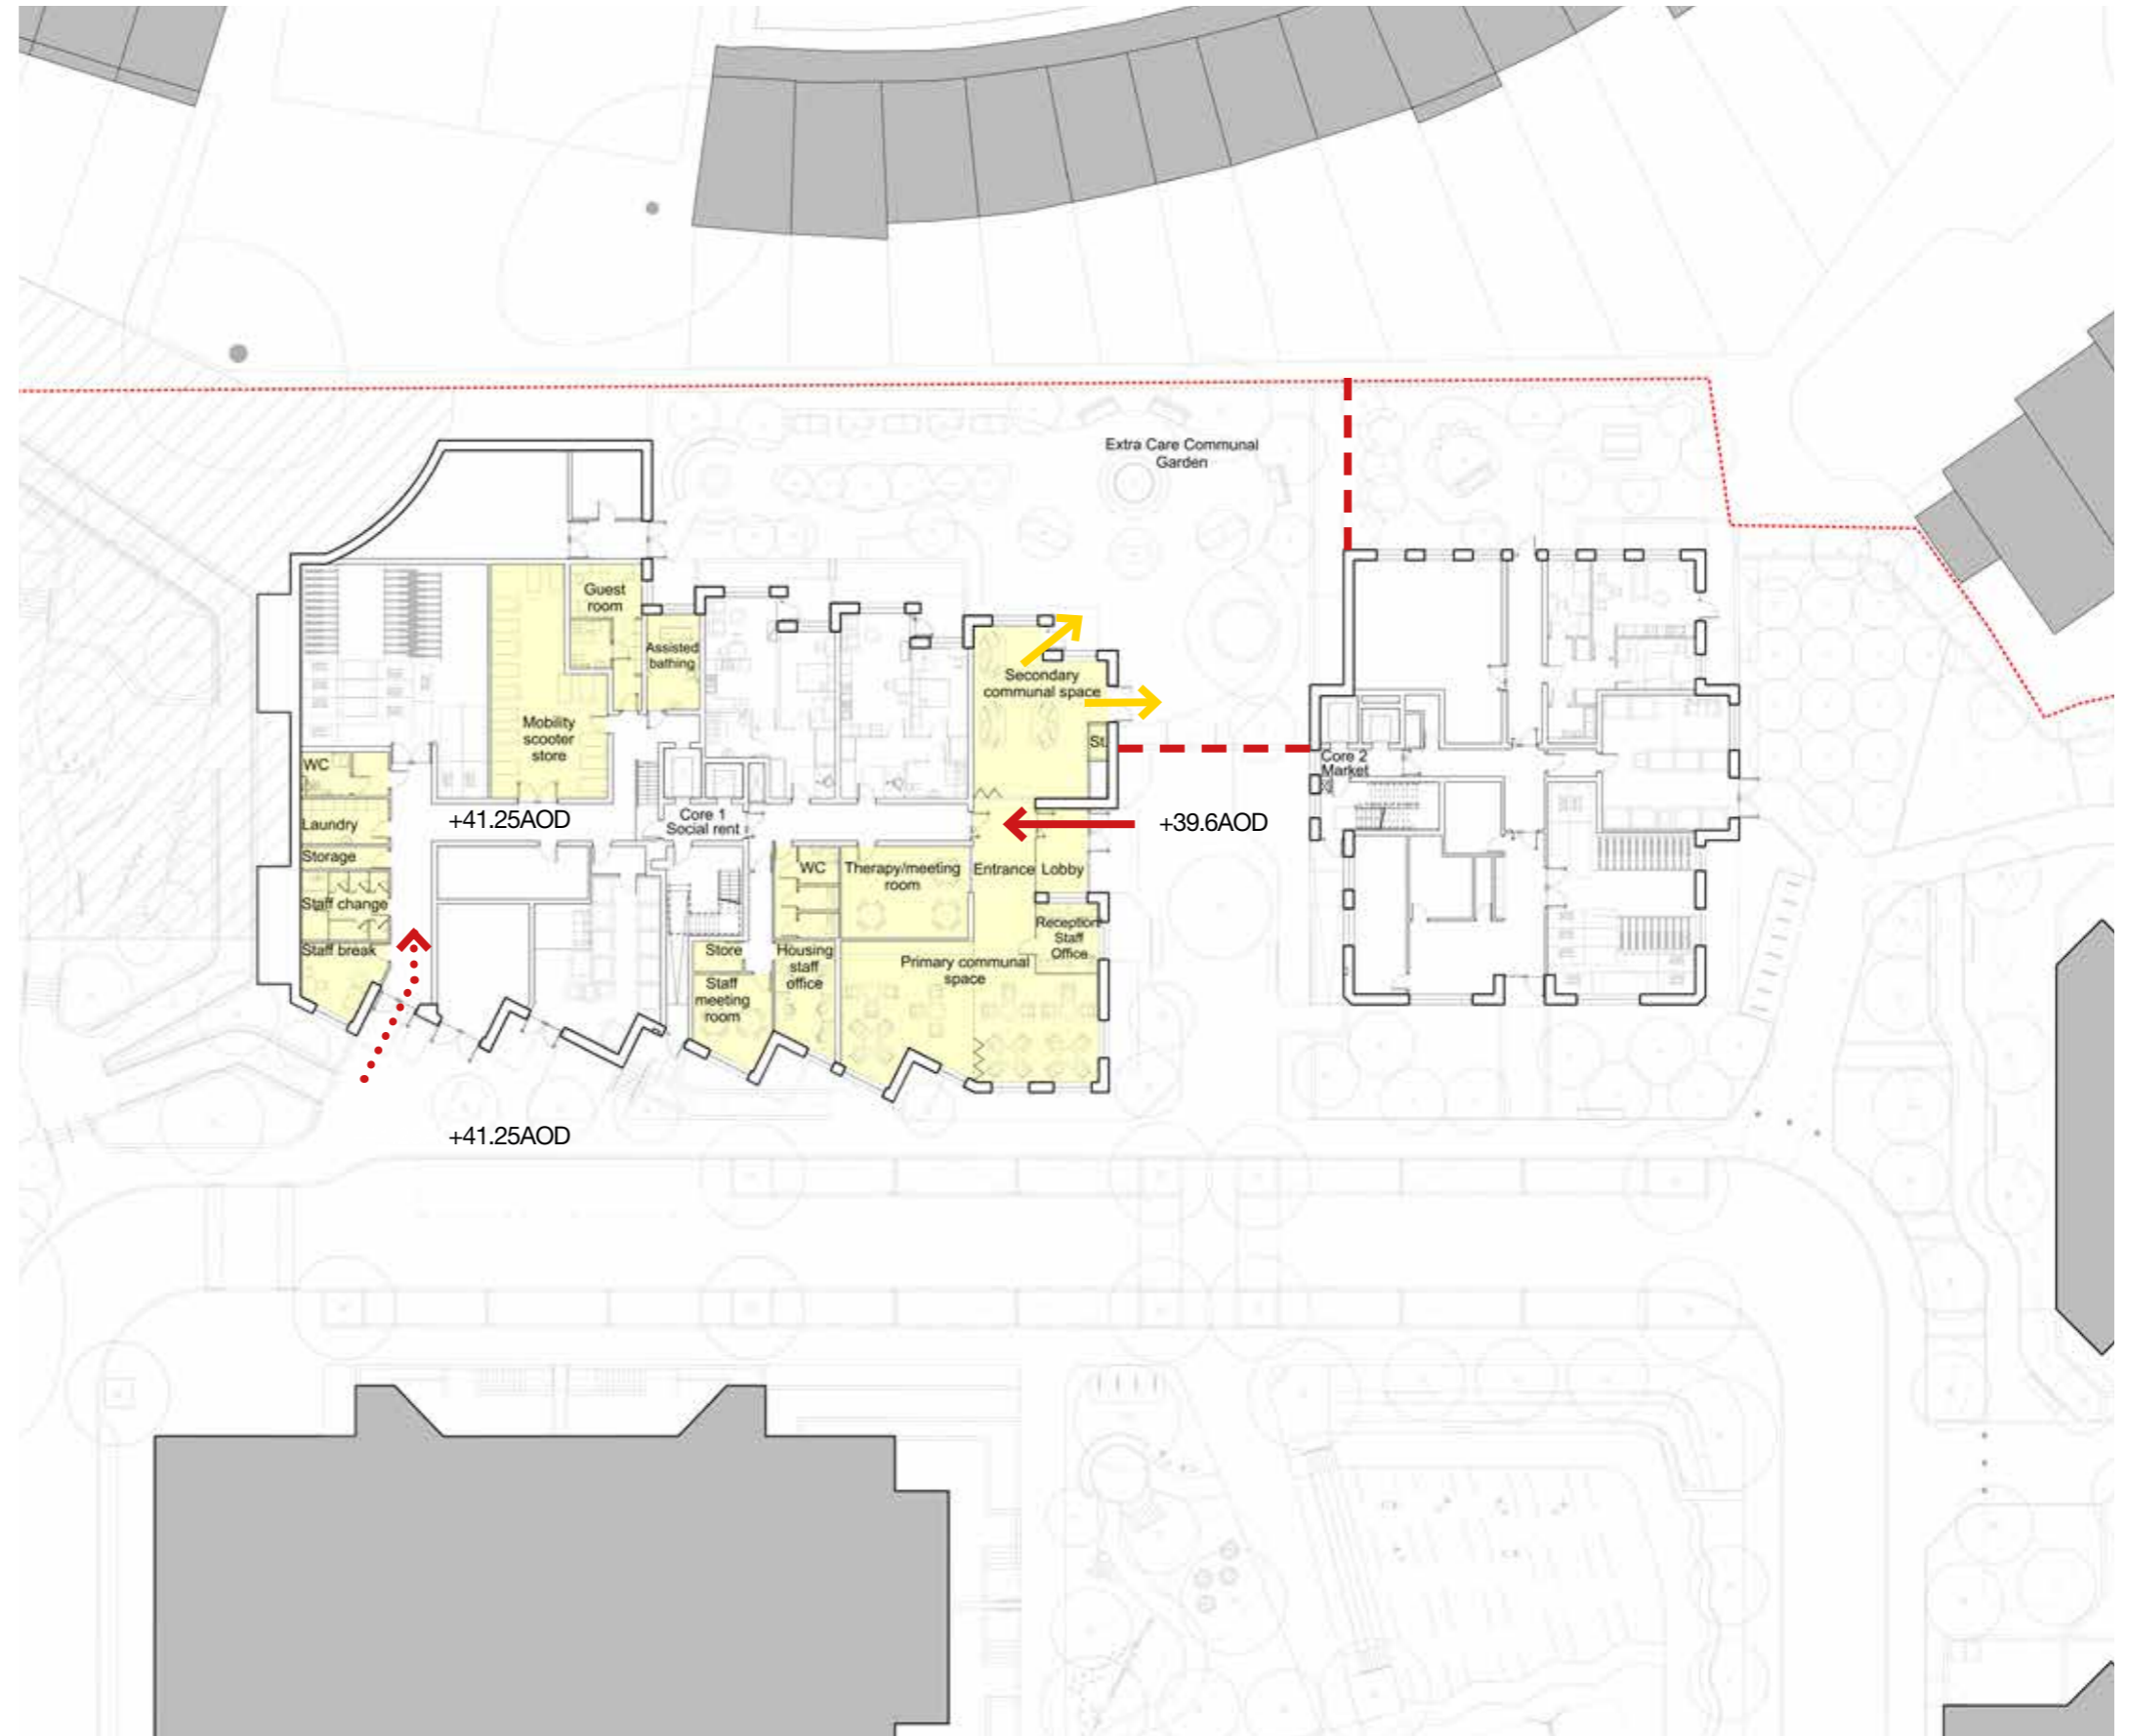 Extra Care Communal
Garden
Guest
room
Assisted
bathing
Secondary
communal space
Mobility
scooter
store
St.
WC
Core 2
Market
+41.25AOD
Core 1
Social rent
+39.6AOD
Laundry
Storage
WC
Therapy/meeting
room
Entrance
Lobby
Staff change
Reception
Staff
Office
Staff break
Store
Housing
staff
office
Primary communal
space
Staff
meeting
room
+41.25AOD